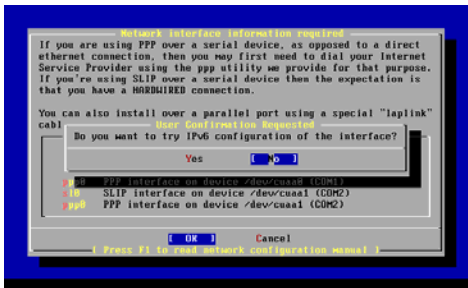 Network interface information required
If you are using PPP over a serial device, as opposed to a direct
ethernet connection, then you may first need to dial your Internet
Service Provider using the ppp utility we provide for that purpose.
If you're using SLIP over a serial device then the expectation is
that you have a HARDWIRED connection.
You can also install over a parallel port using a special "laplink"
cabl
User Confirmation Requested
Do you want to try IPv6 configuration of the interface?
Yes
[ No ]
ppp0 PPP interface on device /dev/cuaa0 (COM1)
sl0 SLIP interface on device /dev/cuaa1 (COM2)
ppp0 PPP interface on device /dev/cuaa1 (COM2)
[ OK ] Cancel
[ Press F1 to read network configuration manual ]